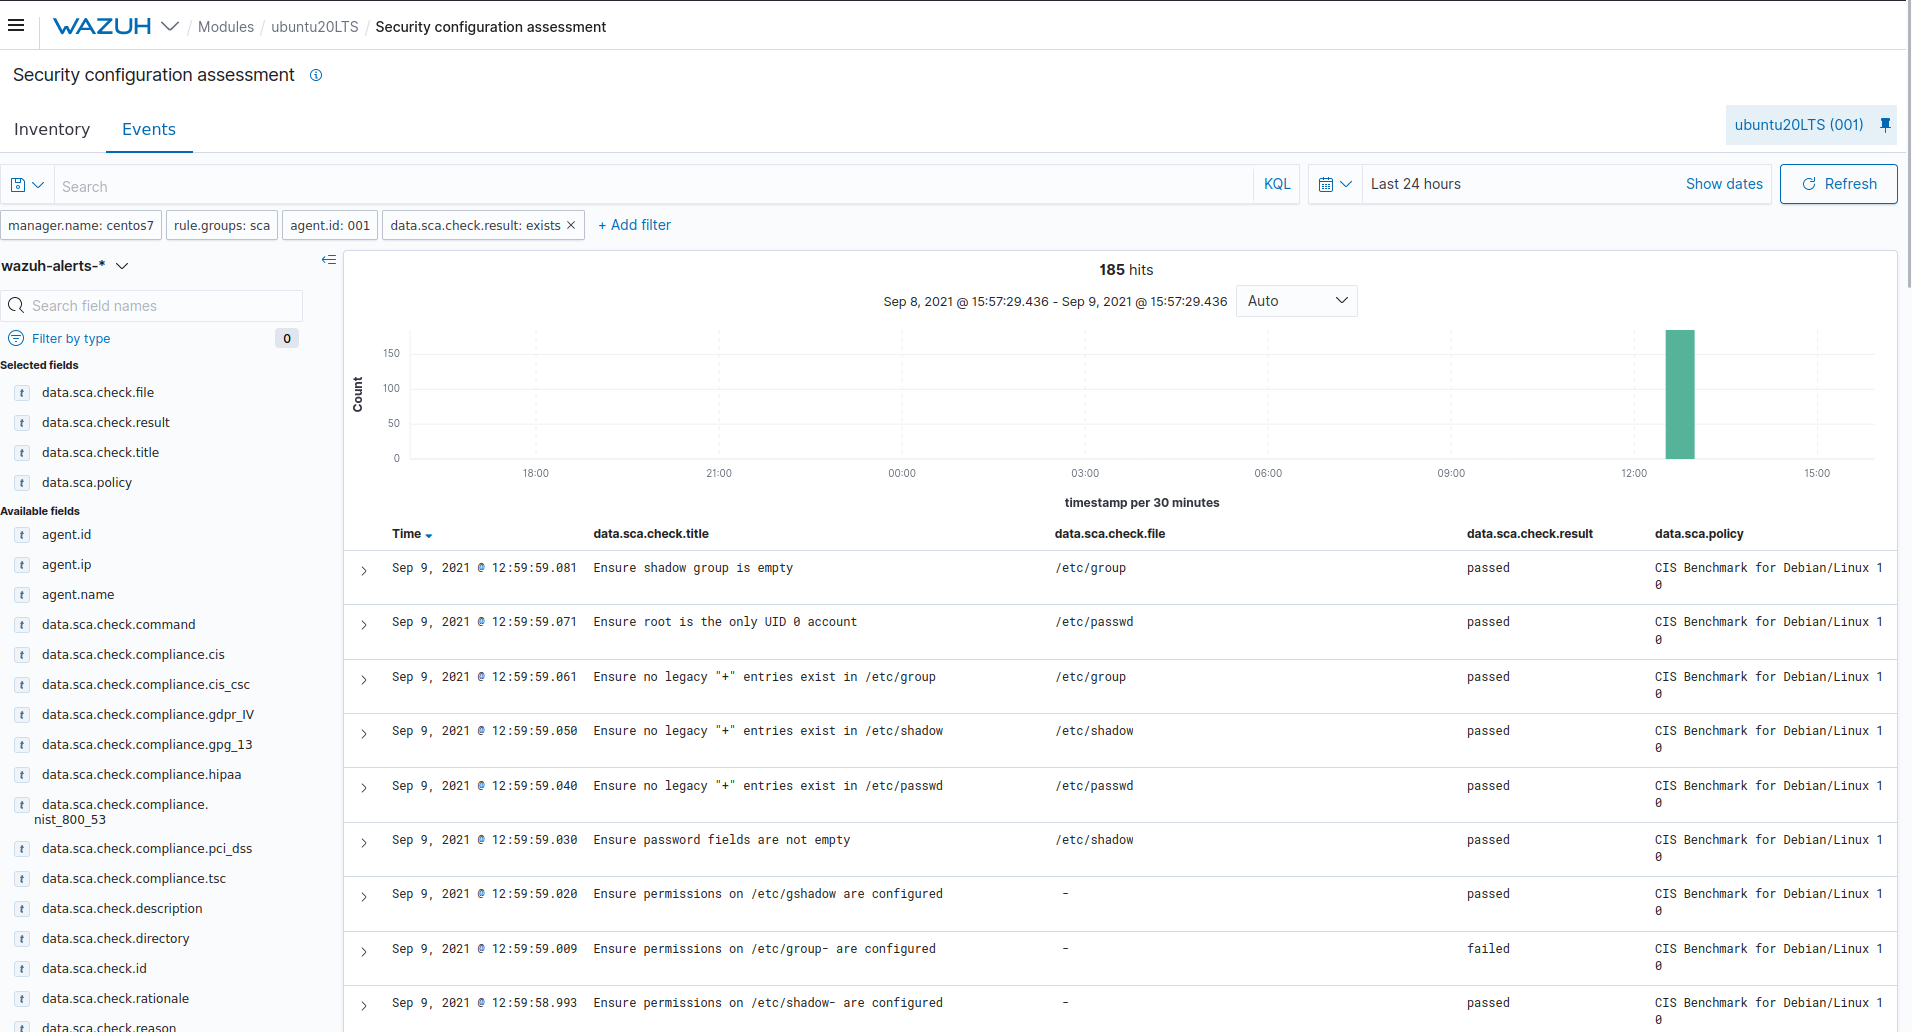 WAZUH / Modules / ubuntu20LTS / Security configuration assessment
Security configuration assessment
Inventory Events
ubuntu20LTS (001)
Search KQL Last 24 hours Show dates Refresh
manager.name: centos7 rule.groups: sca agent.id: 001 data.sca.check.result: exists × + Add filter
wazuh-alerts-*
Search field names
Filter by type 0
Selected fields
t data.sca.check.file
t data.sca.check.result
t data.sca.check.title
t data.sca.policy
Available fields
t agent.id
t agent.ip
t agent.name
t data.sca.check.command
t data.sca.check.compliance.cis
t data.sca.check.compliance.cis_csc
t data.sca.check.compliance.gdpr_IV
t data.sca.check.compliance.gpg_13
t data.sca.check.compliance.hipaa
t data.sca.check.compliance.
nist_800_53
t data.sca.check.compliance.pci_dss
t data.sca.check.compliance.tsc
t data.sca.check.description
t data.sca.check.directory
t data.sca.check.id
t data.sca.check.rationale
t data.sca.check.reason
185 hits
Sep 8, 2021 @ 15:57:29.436 - Sep 9, 2021 @ 15:57:29.436 Auto
Count
150
100
50
0
18:00 21:00 00:00 03:00 06:00 09:00 12:00 15:00
timestamp per 30 minutes
Time data.sca.check.title data.sca.check.file data.sca.check.result data.sca.policy
Sep 9, 2021 @ 12:59:59.081 Ensure shadow group is empty /etc/group passed CIS Benchmark for Debian/Linux 1
0
Sep 9, 2021 @ 12:59:59.071 Ensure root is the only UID 0 account /etc/passwd passed CIS Benchmark for Debian/Linux 1
0
Sep 9, 2021 @ 12:59:59.061 Ensure no legacy "+" entries exist in /etc/group /etc/group passed CIS Benchmark for Debian/Linux 1
0
Sep 9, 2021 @ 12:59:59.050 Ensure no legacy "+" entries exist in /etc/shadow /etc/shadow passed CIS Benchmark for Debian/Linux 1
0
Sep 9, 2021 @ 12:59:59.040 Ensure no legacy "+" entries exist in /etc/passwd /etc/passwd passed CIS Benchmark for Debian/Linux 1
0
Sep 9, 2021 @ 12:59:59.030 Ensure password fields are not empty /etc/shadow passed CIS Benchmark for Debian/Linux 1
0
Sep 9, 2021 @ 12:59:59.020 Ensure permissions on /etc/gshadow are configured - passed CIS Benchmark for Debian/Linux 1
0
Sep 9, 2021 @ 12:59:59.009 Ensure permissions on /etc/group- are configured - failed CIS Benchmark for Debian/Linux 1
0
Sep 9, 2021 @ 12:59:58.993 Ensure permissions on /etc/shadow- are configured - passed CIS Benchmark for Debian/Linux 1
0